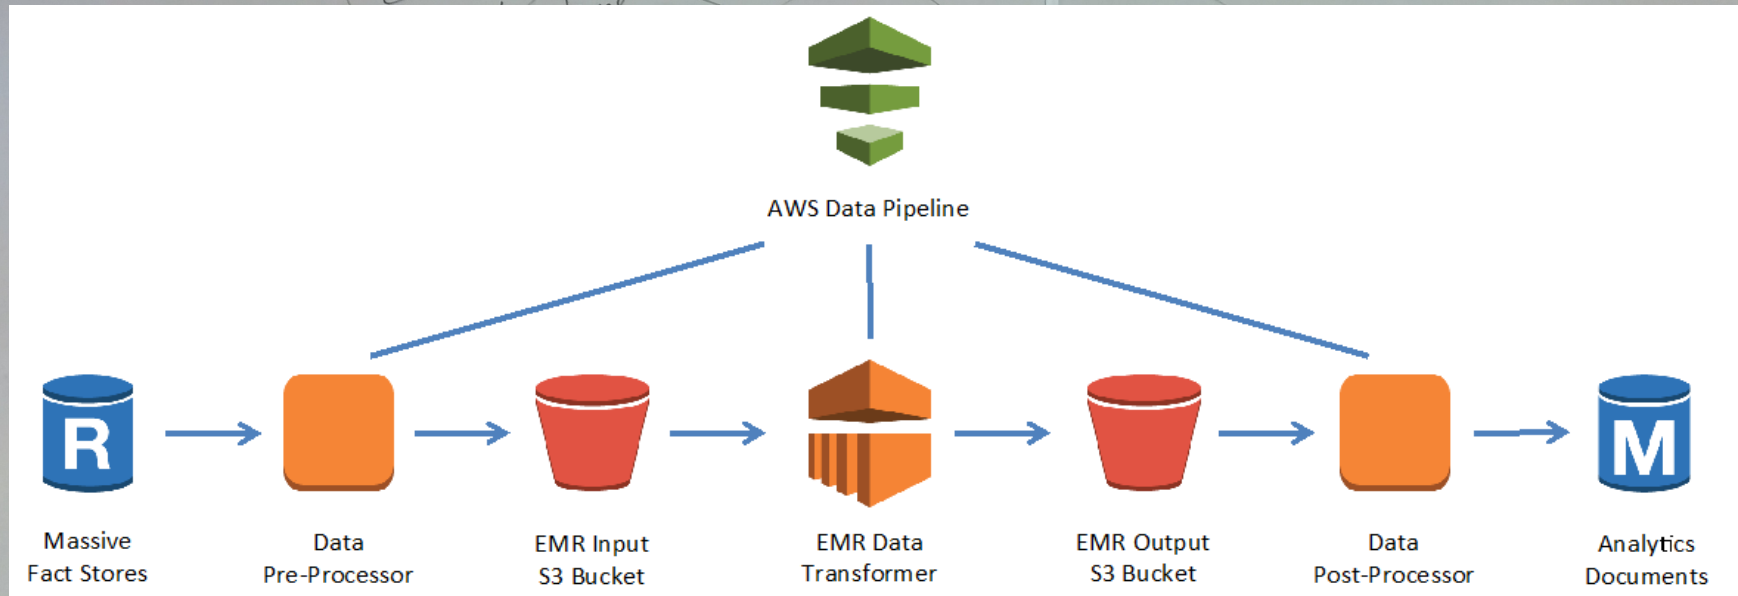 AWS Data Pipeline
R
M
Massive
Fact Stores
Data
Pre-Processor
EMR Input
S3 Bucket
EMR Data
Transformer
EMR Output
S3 Bucket
Data
Post-Processor
Analytics
Documents